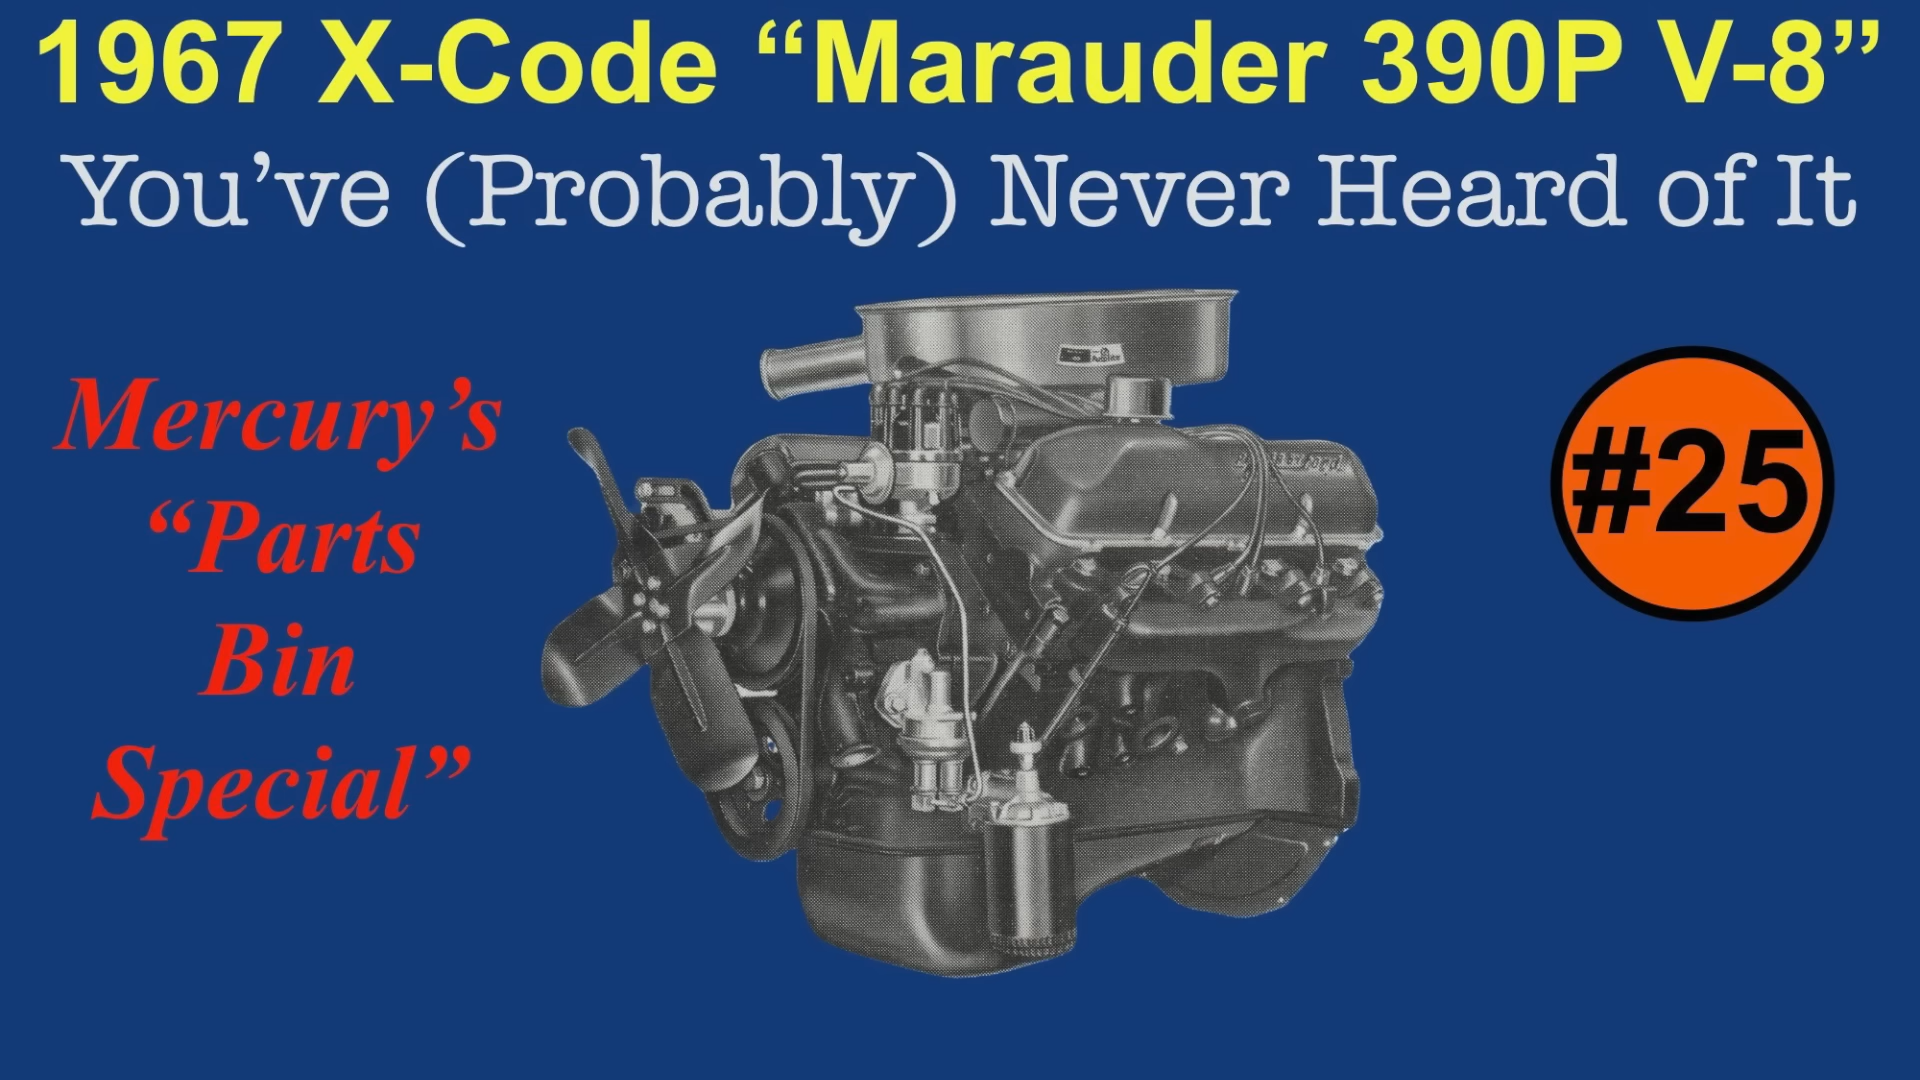 1967 X-Code “Marauder 390P V-8”
You’ve (Probably) Never Heard of It
Mercury’s
“Parts
Bin
Special”
#25